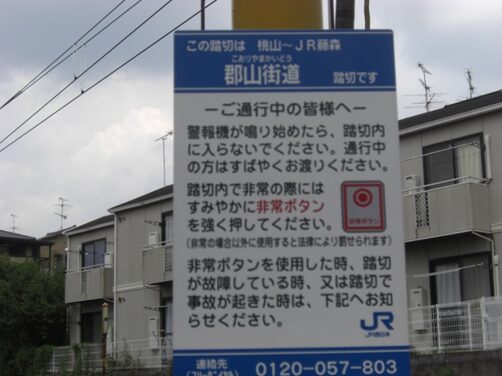 この踏切は 桃山～JR藤森
こおりやまかいどう
郡山街道 踏切です
ーご通行中の皆様へー
警報機が鳴り始めたら、踏切内
に入らないでください。通行中
の方はすばやくお渡りください。
踏切内で非常の際には
すみやかに非常ボタン
を強く押してください。
非常ボタン
(非常の場合以外に使用すると法律により罰せられます)
非常ボタンを使用した時、踏切
が故障している時、又は踏切で
事故が起きた時は、下記へお知
らせください。
JR
JR西日本
連絡先
(フリーダイヤル) 0120-057-803